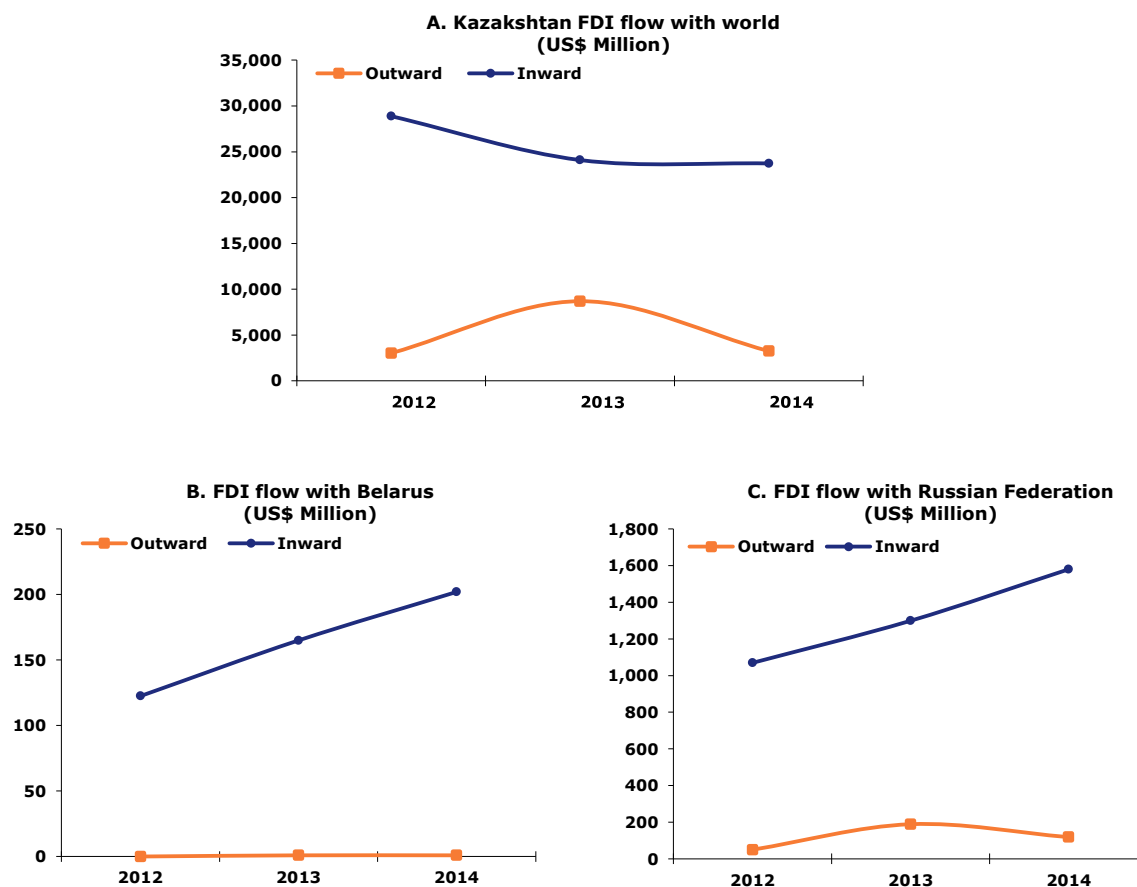 A. Kazakshtan FDI flow with world
(US$ Million)
Outward Inward
35,000
30,000
25,000
20,000
15,000
10,000
5,000
0
2012 2013 2014
B. FDI flow with Belarus
(US$ Million)
Outward Inward
250
200
150
100
50
0
2012 2013 2014
C. FDI flow with Russian Federation
(US$ Million)
Outward Inward
1,800
1,600
1,400
1,200
1,000
800
600
400
200
0
2012 2013 2014